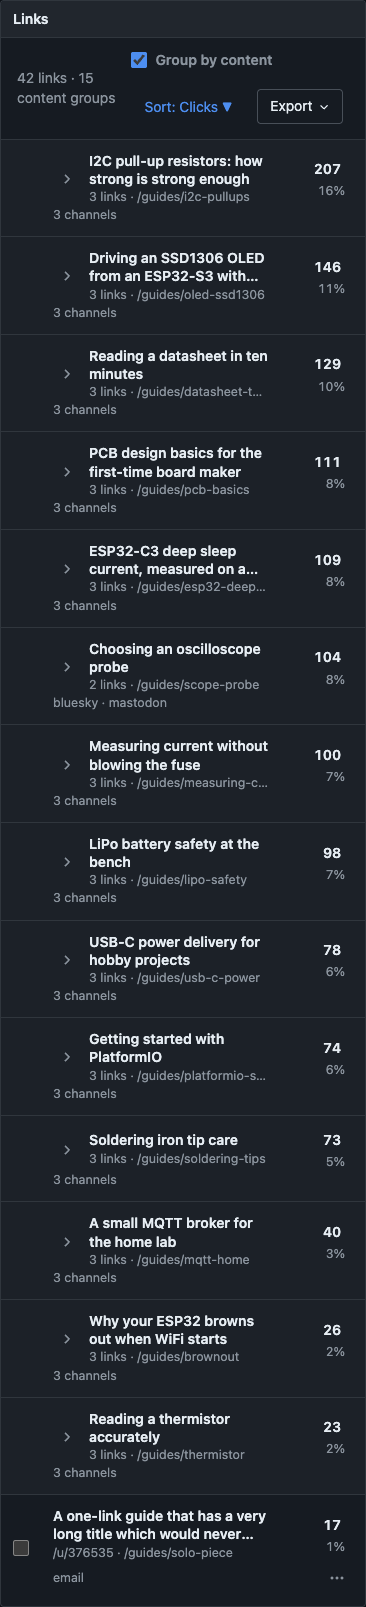 Links
42 links · 15
content groups
Group by content
Sort: Clicks ▼
Export
I2C pull-up resistors: how
strong is strong enough
3 links · /guides/i2c-pullups
3 channels
207
16%
Driving an SSD1306 OLED
from an ESP32-S3 with...
3 links · /guides/oled-ssd1306
3 channels
146
11%
Reading a datasheet in ten
minutes
3 links · /guides/datasheet-t...
3 channels
129
10%
PCB design basics for the
first-time board maker
3 links · /guides/pcb-basics
3 channels
111
8%
ESP32-C3 deep sleep
current, measured on a...
3 links · /guides/esp32-deep...
3 channels
109
8%
Choosing an oscilloscope
probe
2 links · /guides/scope-probe
bluesky · mastodon
104
8%
Measuring current without
blowing the fuse
3 links · /guides/measuring-c...
3 channels
100
7%
LiPo battery safety at the
bench
3 links · /guides/lipo-safety
3 channels
98
7%
USB-C power delivery for
hobby projects
3 links · /guides/usb-c-power
3 channels
78
6%
Getting started with
PlatformIO
3 links · /guides/platformio-s...
3 channels
74
6%
Soldering iron tip care
3 links · /guides/soldering-tips
3 channels
73
5%
A small MQTT broker for
the home lab
3 links · /guides/mqtt-home
3 channels
40
3%
Why your ESP32 browns
out when WiFi starts
3 links · /guides/brownout
3 channels
26
2%
Reading a thermistor
accurately
3 links · /guides/thermistor
3 channels
23
2%
A one-link guide that has a very
long title which would never...
/u/376535 · /guides/solo-piece
email
17
1%